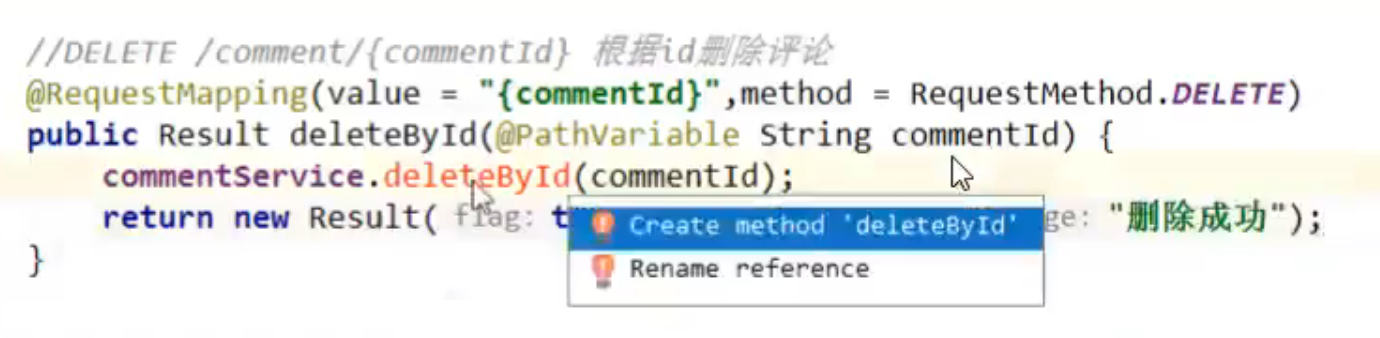 //DELETE /comment/{commentId} 根据id删除评论
@RequestMapping(value = "{commentId}",method = RequestMethod.DELETE)
public Result deleteById(@PathVariable String commentId) {
commentService.deleteById(commentId);
return new Result( flag: t ge: "删除成功");
Create method 'deleteById'
Rename reference
}